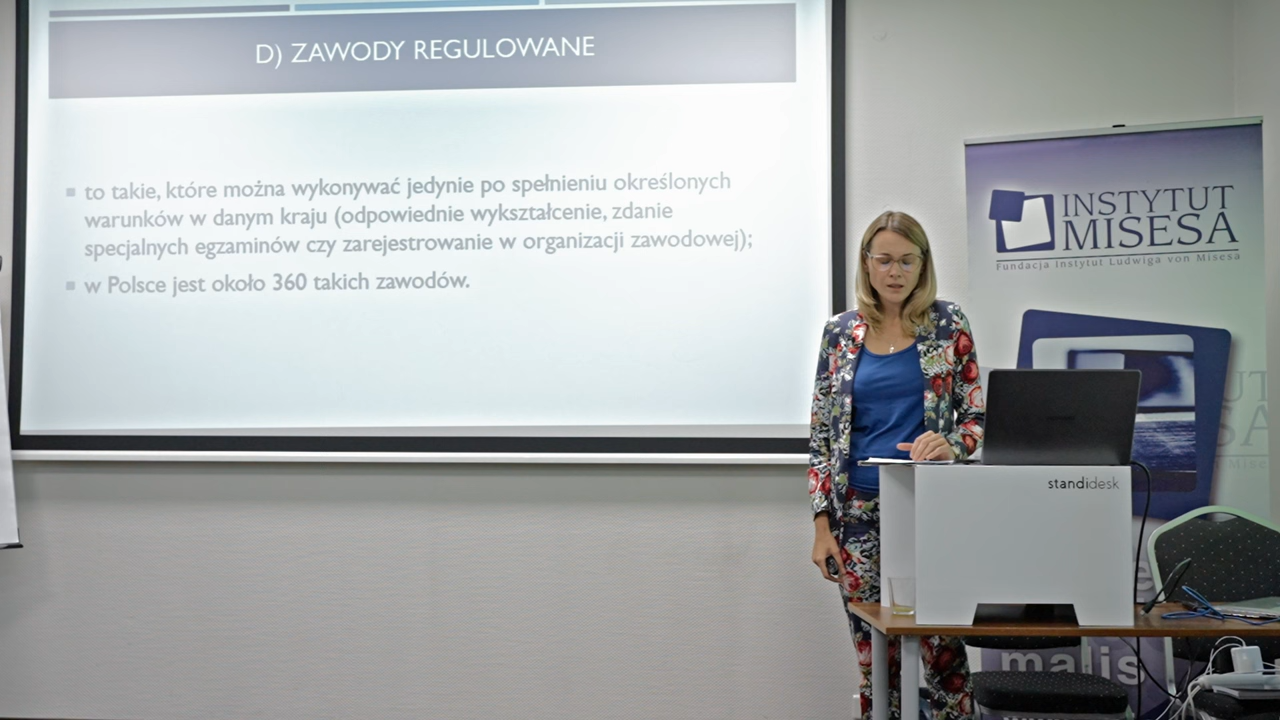 D) ZAWODY REGULOWANE
to takie, które można wykonywać jedynie po spełnieniu określonych
warunków w danym kraju (odpowiednie wykształcenie, zdanie
specjalnych egzaminów czy zarejestrowanie w organizacji zawodowej);
w Polsce jest około 360 takich zawodów.
INSTYTUT
MISESA
Fundacja Instytut Ludwiga von Misesa
standidesk
malis